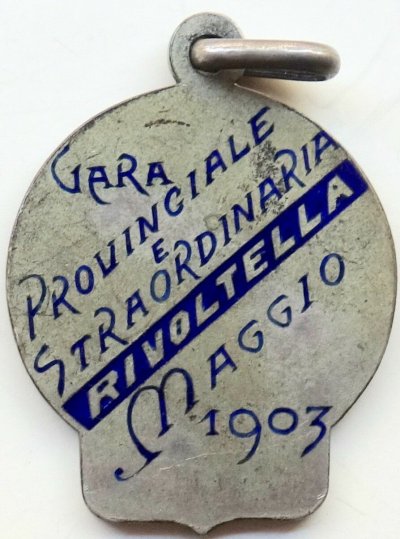 GARA
PROVINCIALE
E
STRAORDINARIA
RIVOLTELLA
MAGGIO
1903